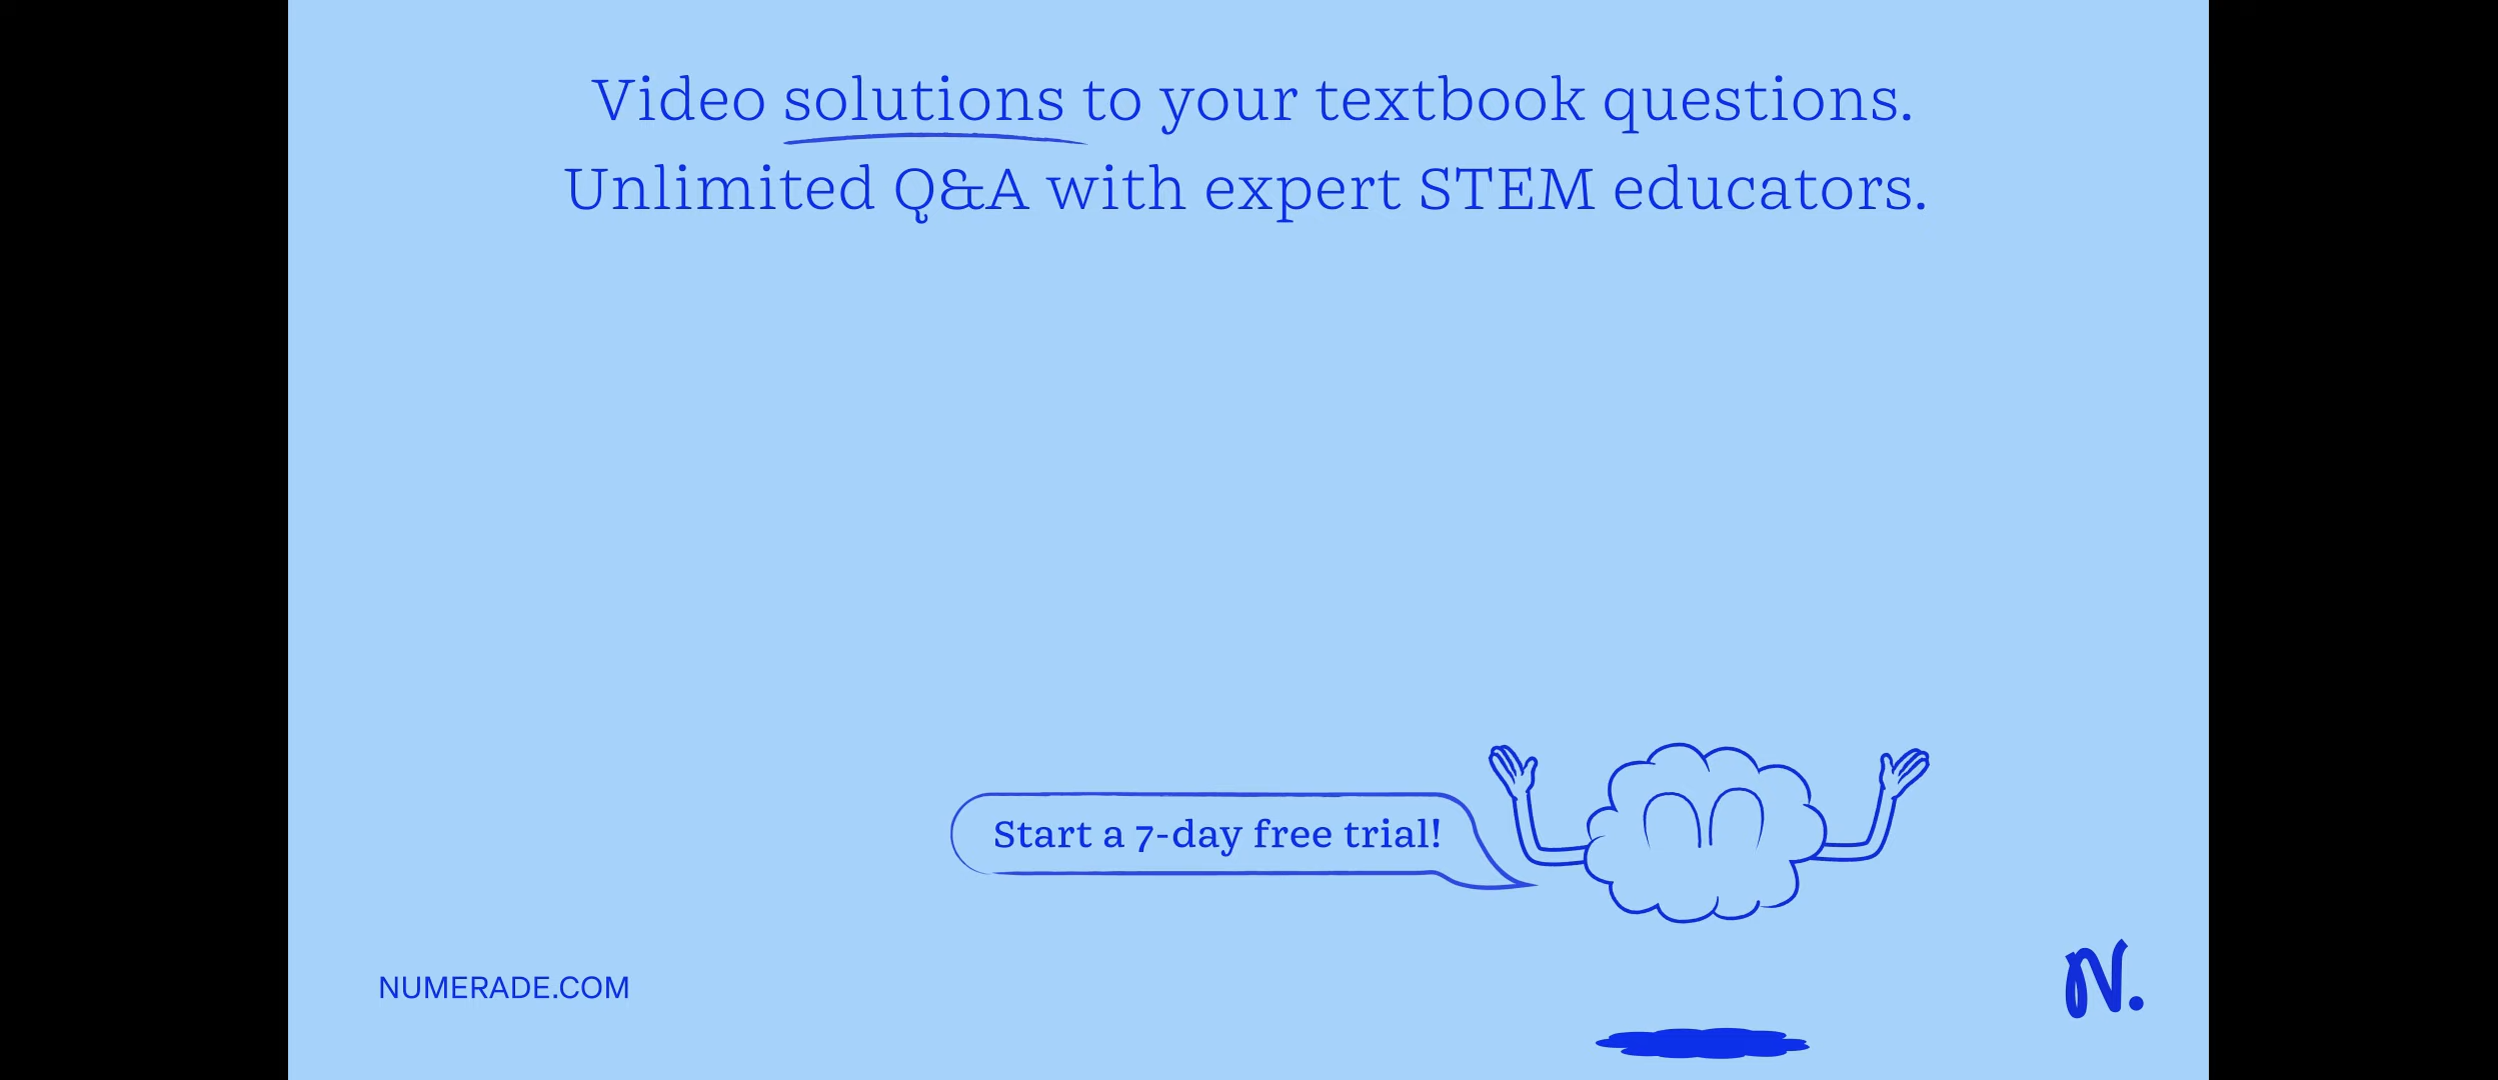 Video solutions to your textbook questions.
Unlimited Q&A with expert STEM educators.
Start a 7-day free trial!
NUMERADE.COM
N.